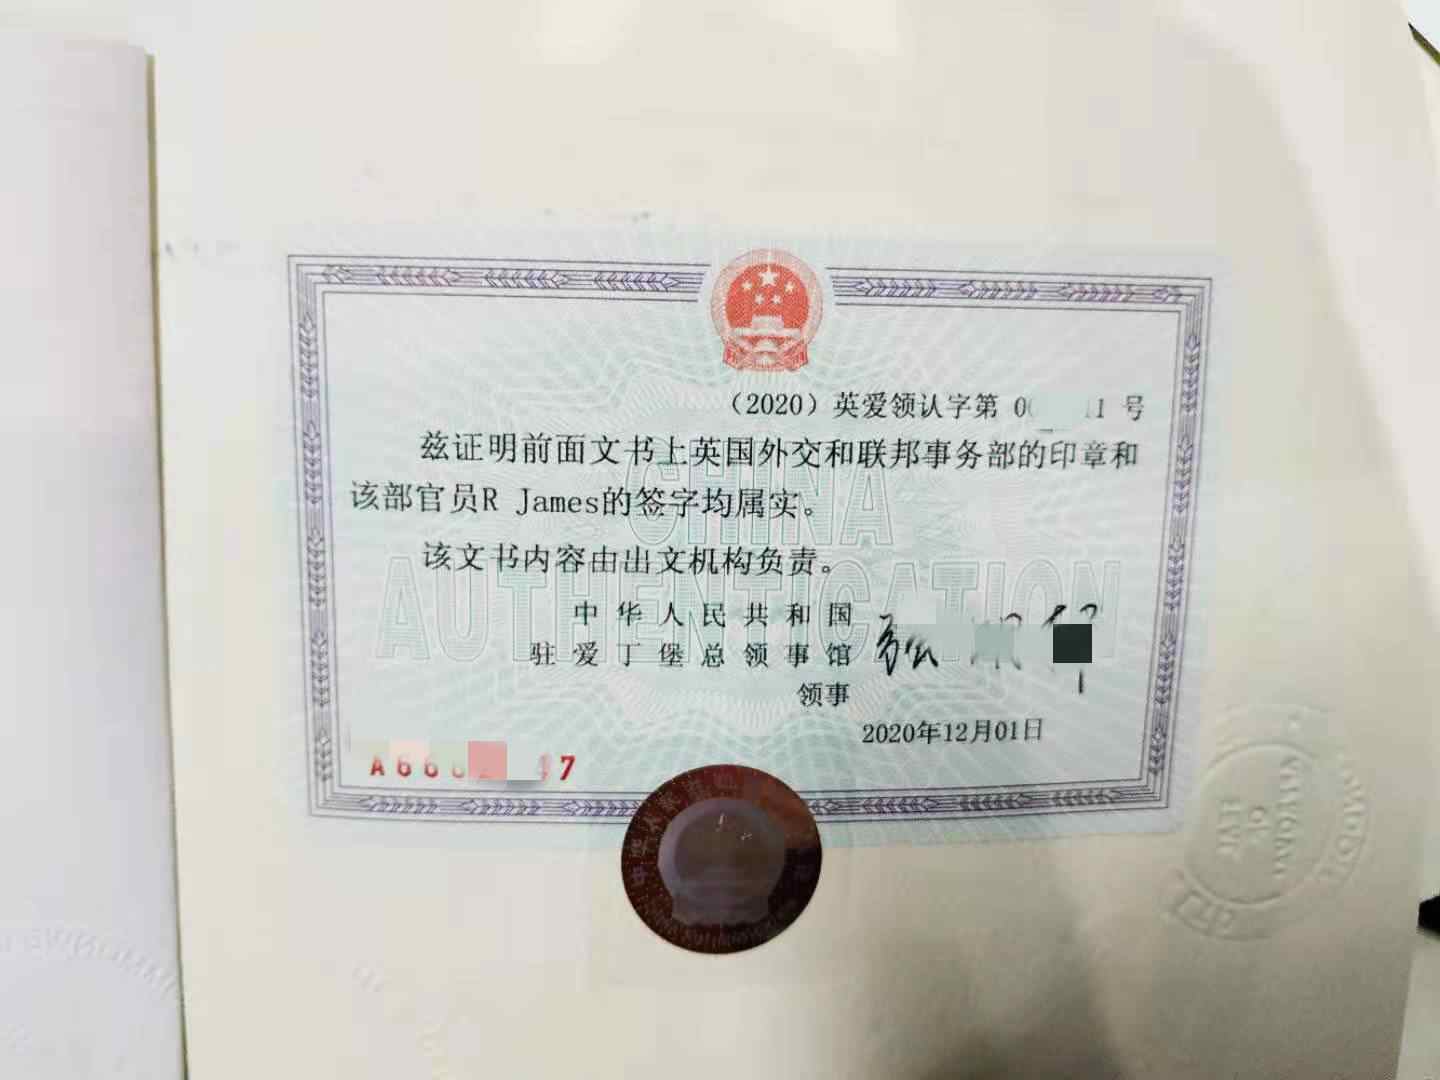 （2020）英爱领认字第 0 11 号
兹证明前面文书上英国外交和联邦事务部的印章和
该部官员R James的签字均属实。
该文书内容由出文机构负责。
CHINA
AUTHENTICATION
中华人民共和国
驻爱丁堡总领事馆
领事
2020年12月01日
A66 7